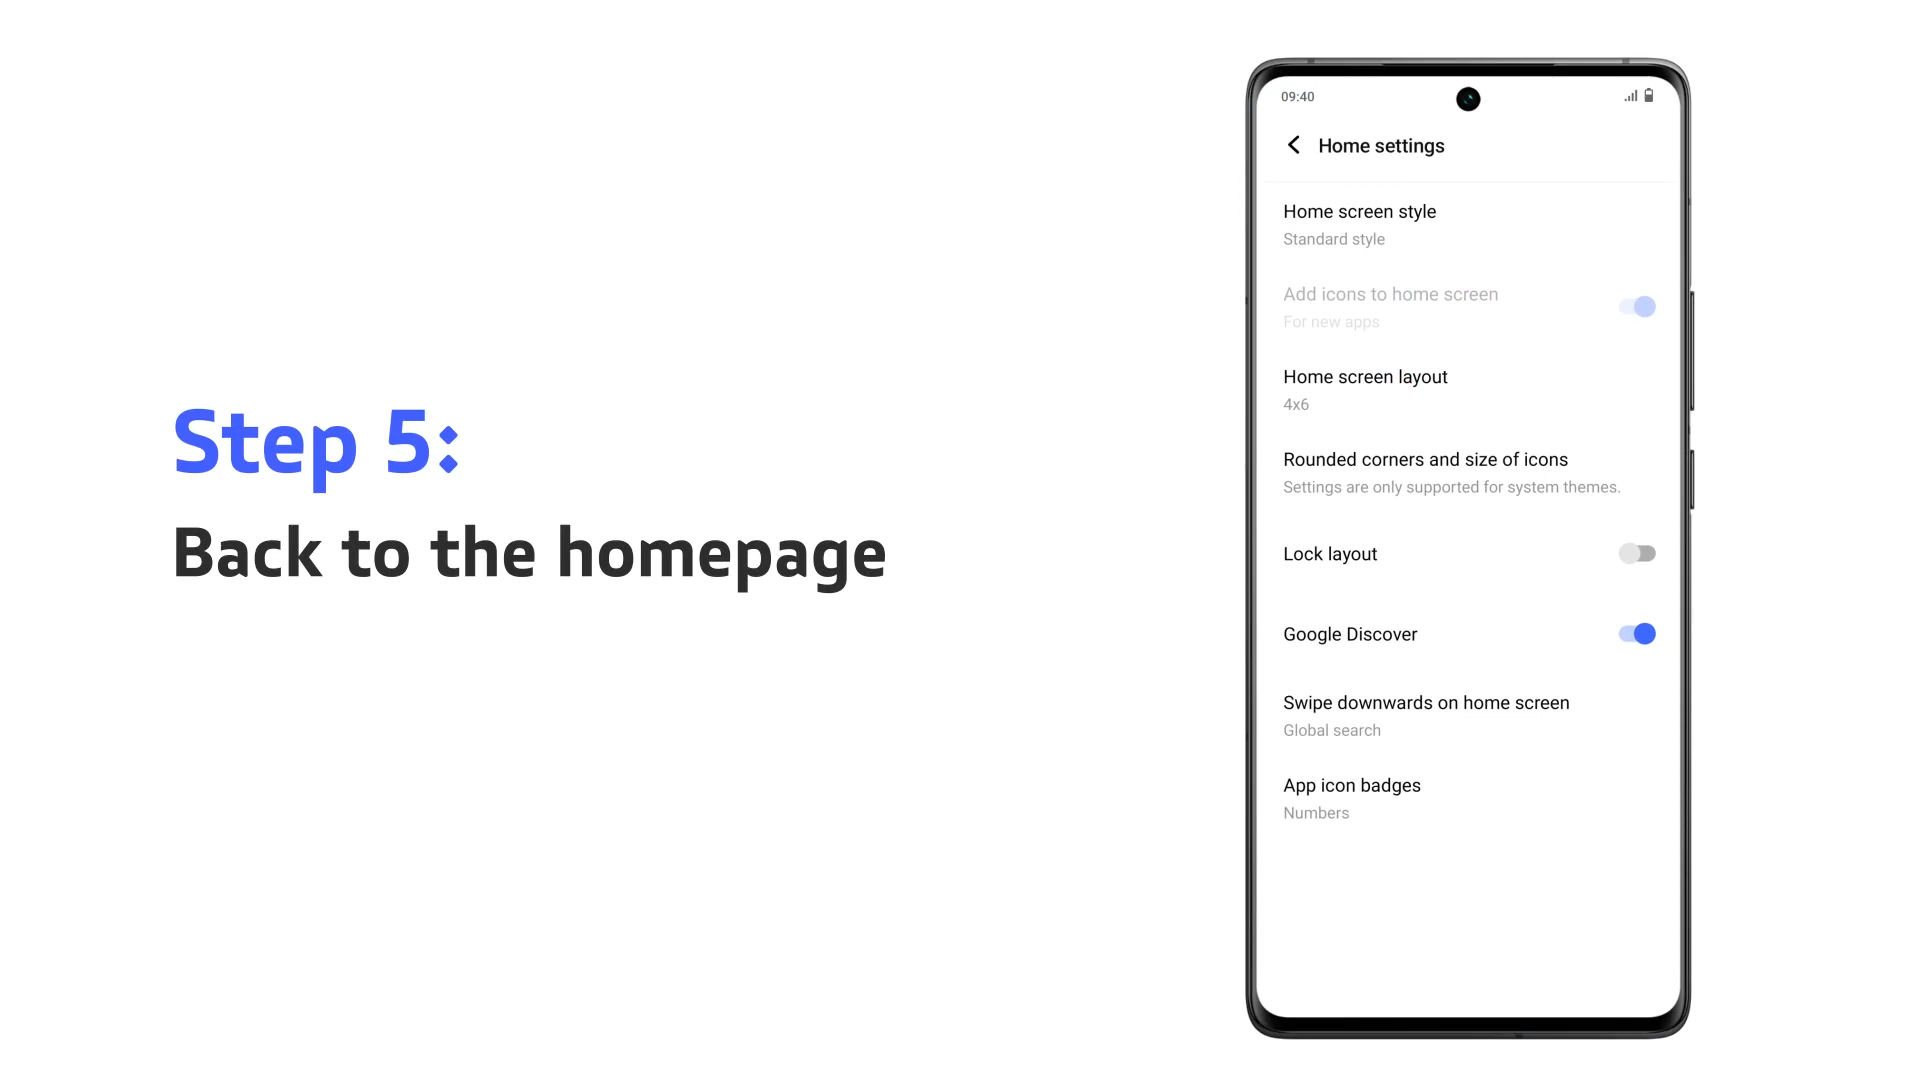 Step 5:
Back to the homepage
09:40
Home settings
Home screen style
Standard style
Add icons to home screen
For new apps
Home screen layout
4x6
Rounded corners and size of icons
Settings are only supported for system themes.
Lock layout
Google Discover
Swipe downwards on home screen
Global search
App icon badges
Numbers